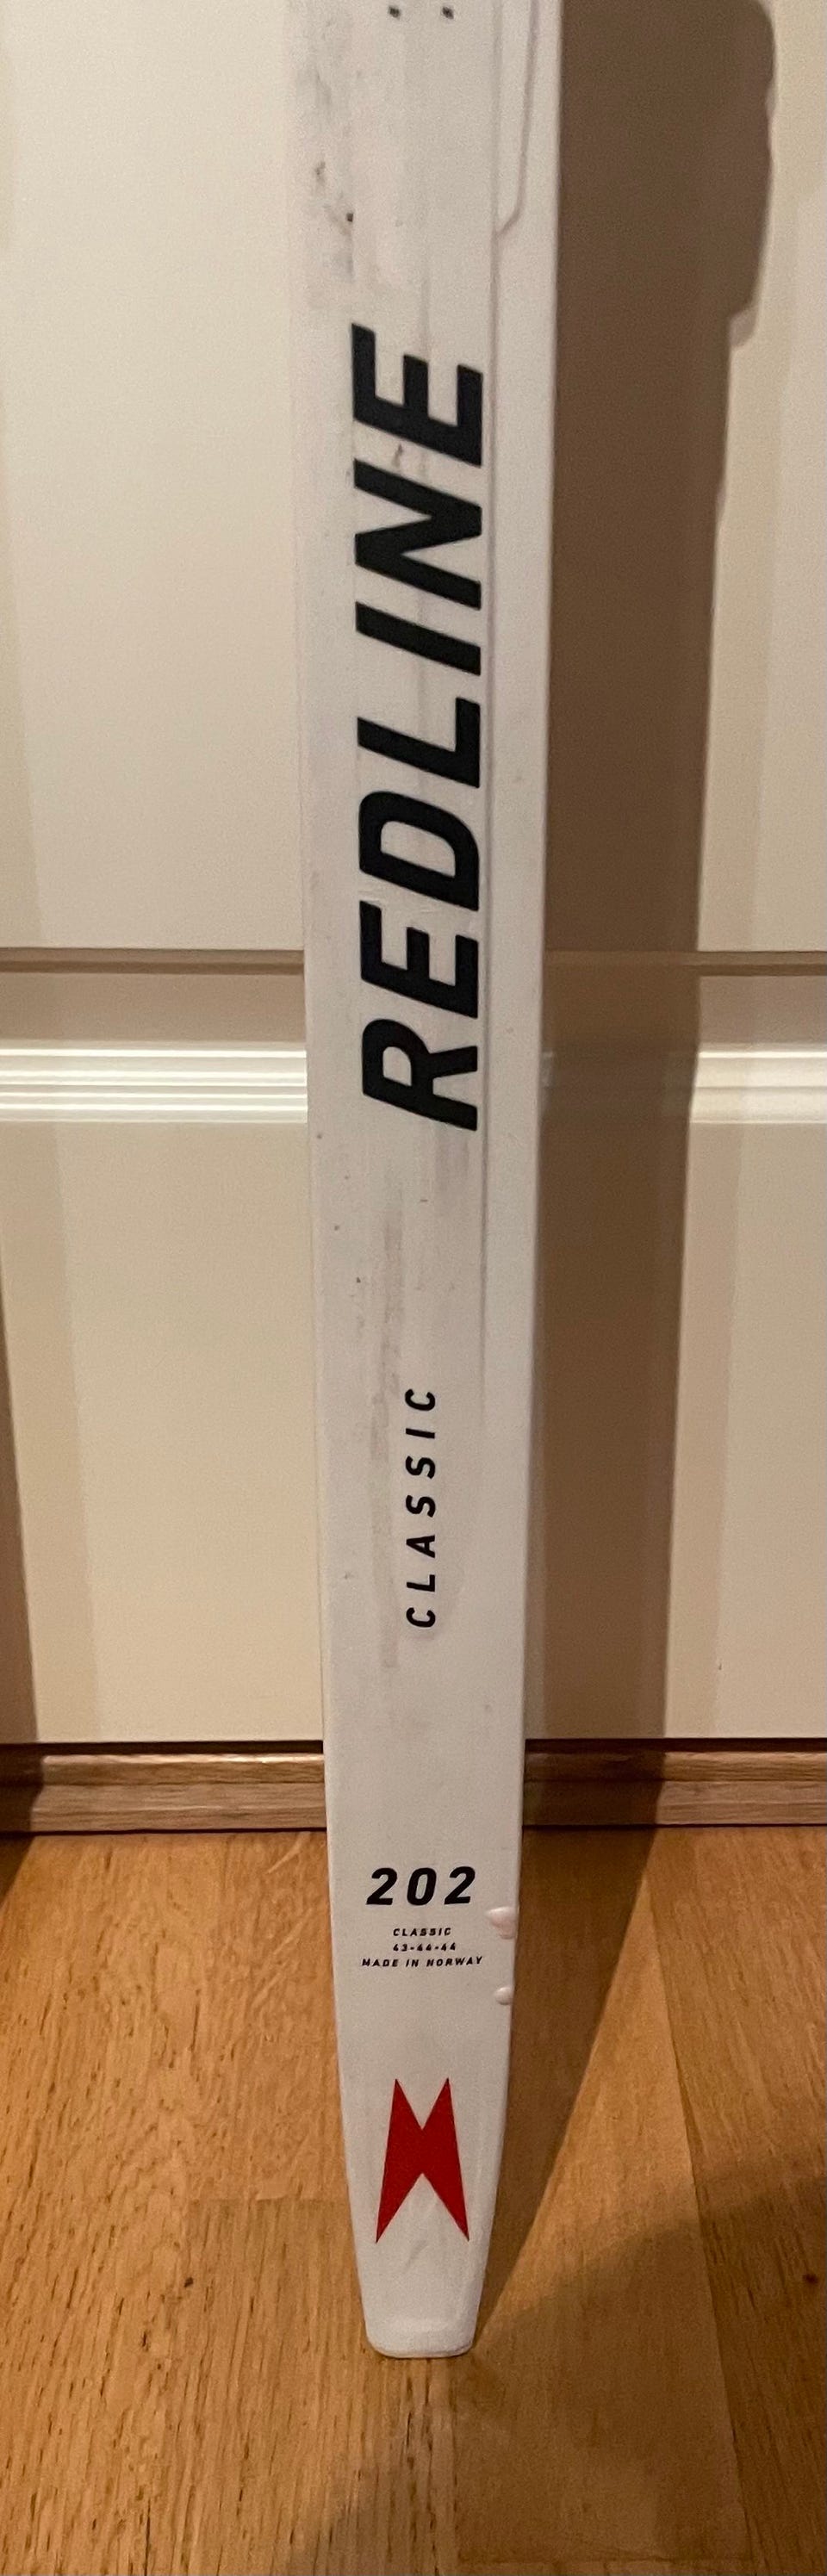 REDLINE
CLASSIC
202
CLASSIC
43-44-44
MADE IN NORWAY